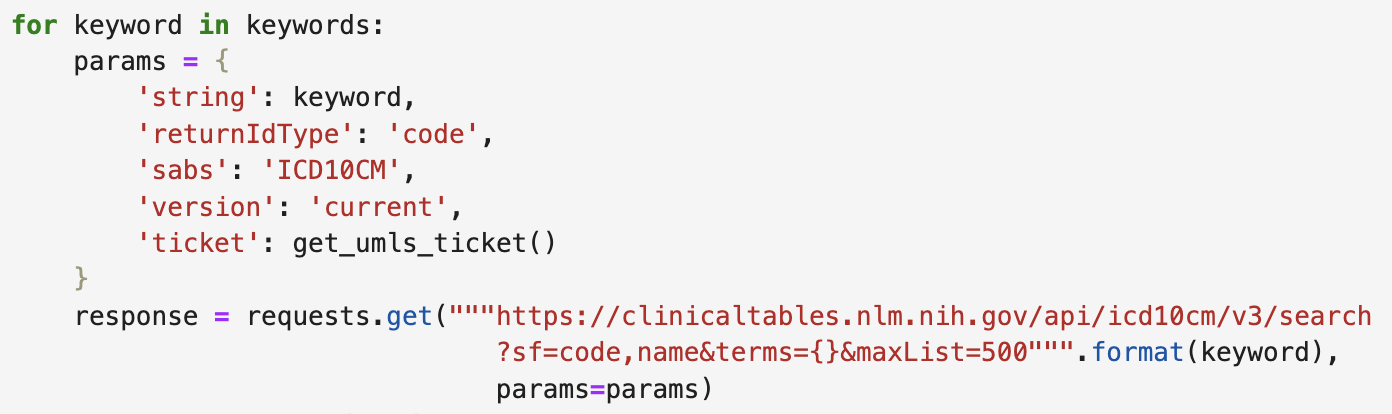 for keyword in keywords:
    params = {
        'string': keyword,
        'returnIdType': 'code',
        'sabs': 'ICD10CM',
        'version': 'current',
        'ticket': get_umls_ticket()
    }
    response = requests.get("""https://clinicaltables.nlm.nih.gov/api/icd10cm/v3/search
                               ?sf=code,name&terms={}&maxList=500""".format(keyword),
                               params=params)